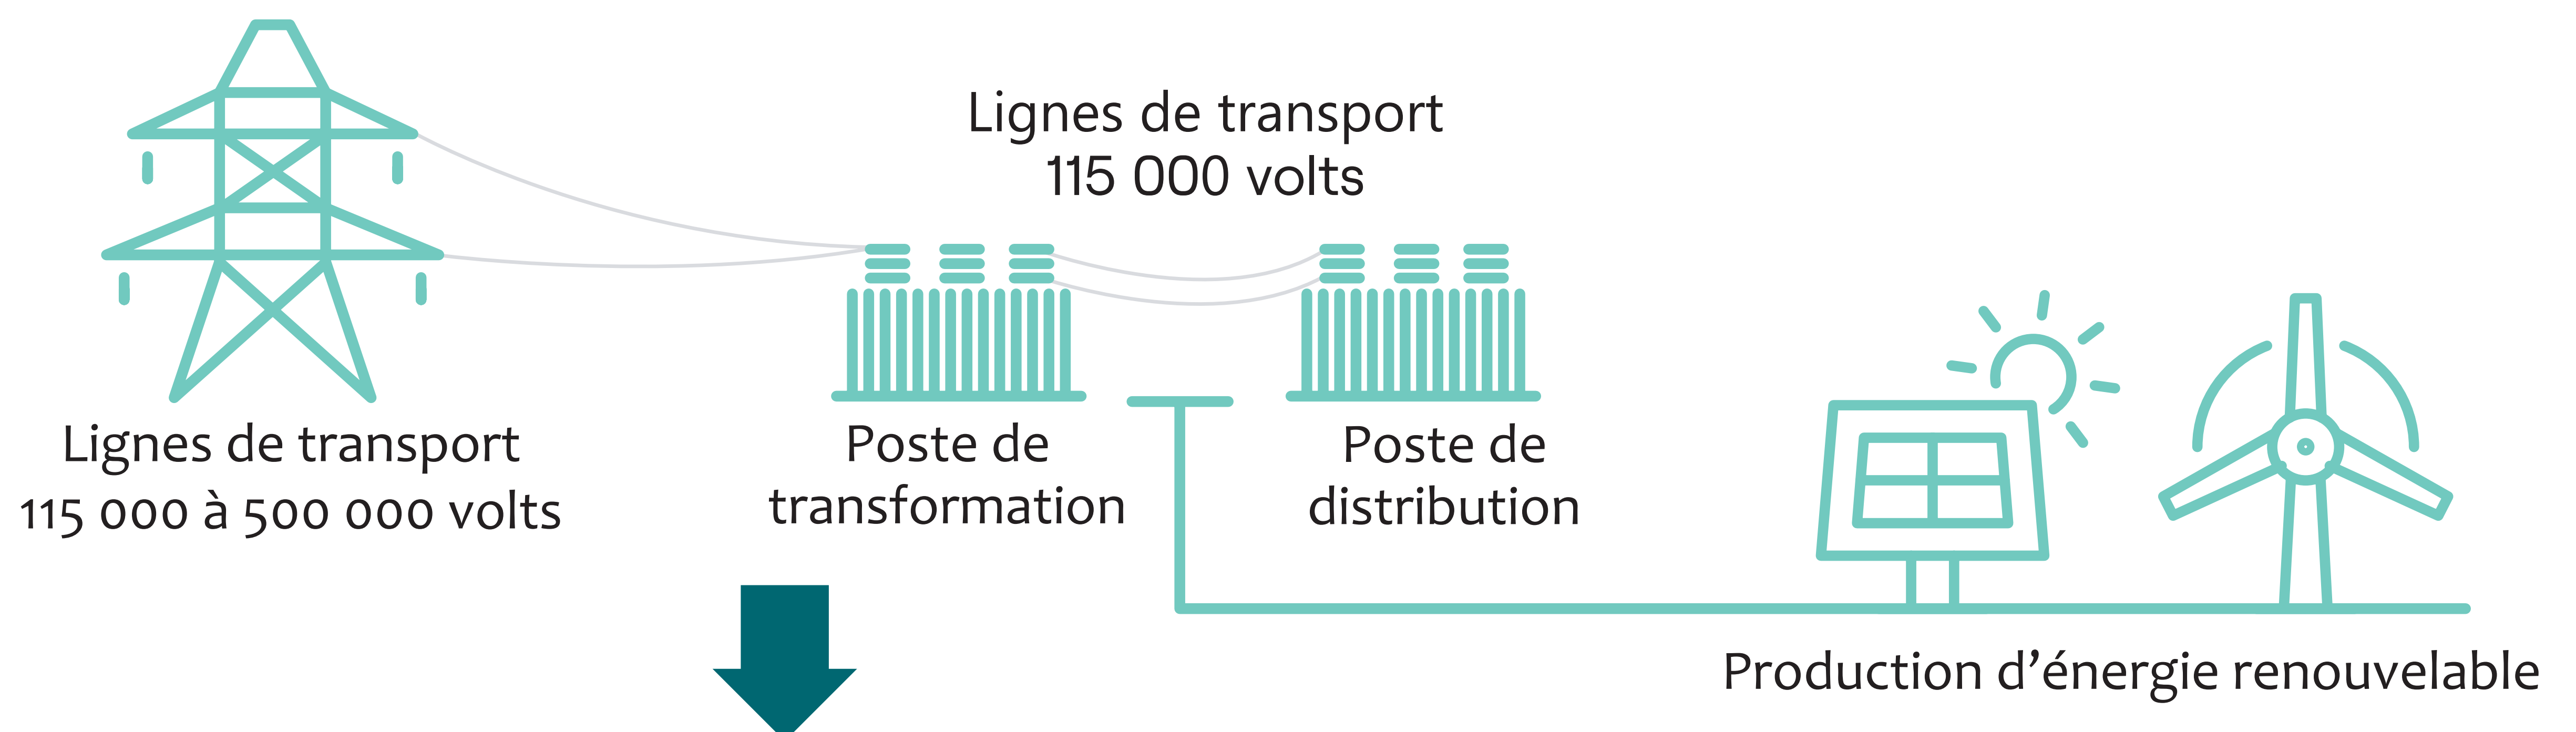 Lignes de transport
115 000 volts
Lignes de transport
115 000 à 500 000 volts
Poste de
transformation
Poste de
distribution
Production d’énergie renouvelable